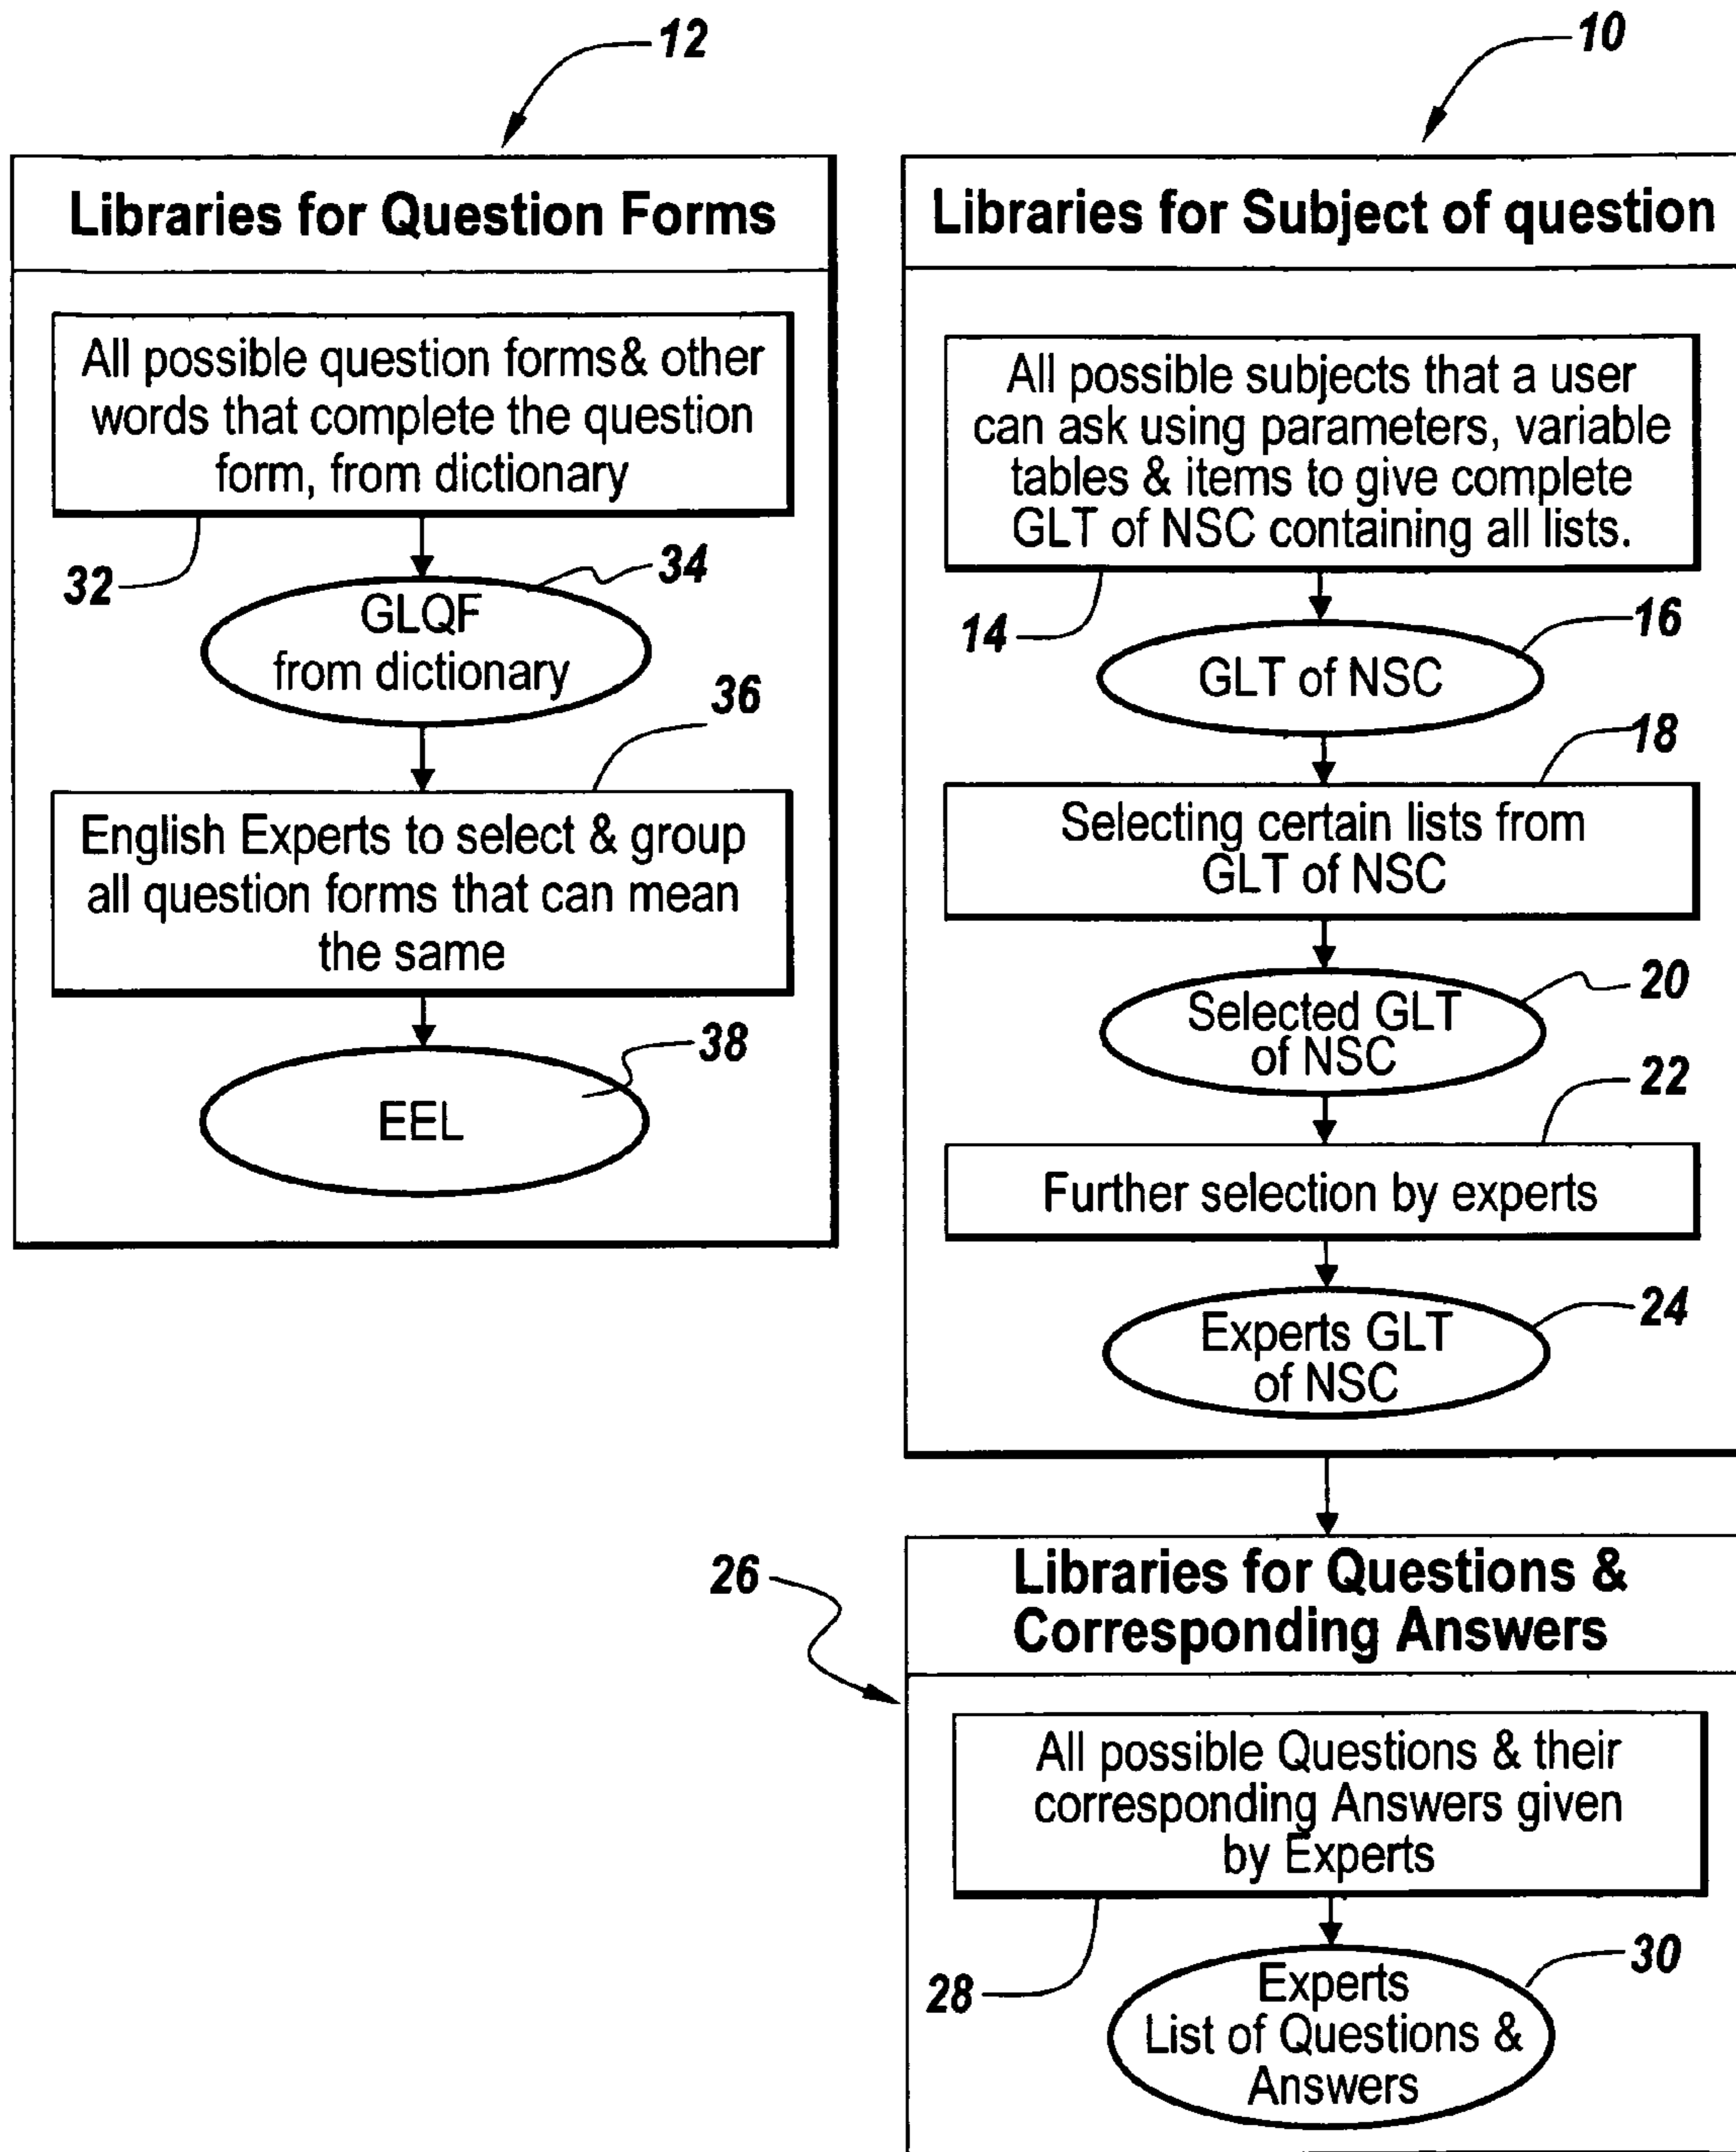 12
Libraries for Question Forms
All possible question forms& other
words that complete the question
form, from dictionary
32
34
GLQF
from dictionary
36
English Experts to select & group
all question forms that can mean
the same
38
EEL
10
Libraries for Subject of question
All possible subjects that a user
can ask using parameters, variable
tables & items to give complete
GLT of NSC containing all lists.
14
16
GLT of NSC
18
Selecting certain lists from
GLT of NSC
20
Selected GLT
of NSC
22
Further selection by experts
24
Experts GLT
of NSC
26
Libraries for Questions &
Corresponding Answers
All possible Questions & their
corresponding Answers given
by Experts
28
30
Experts
List of Questions &
Answers